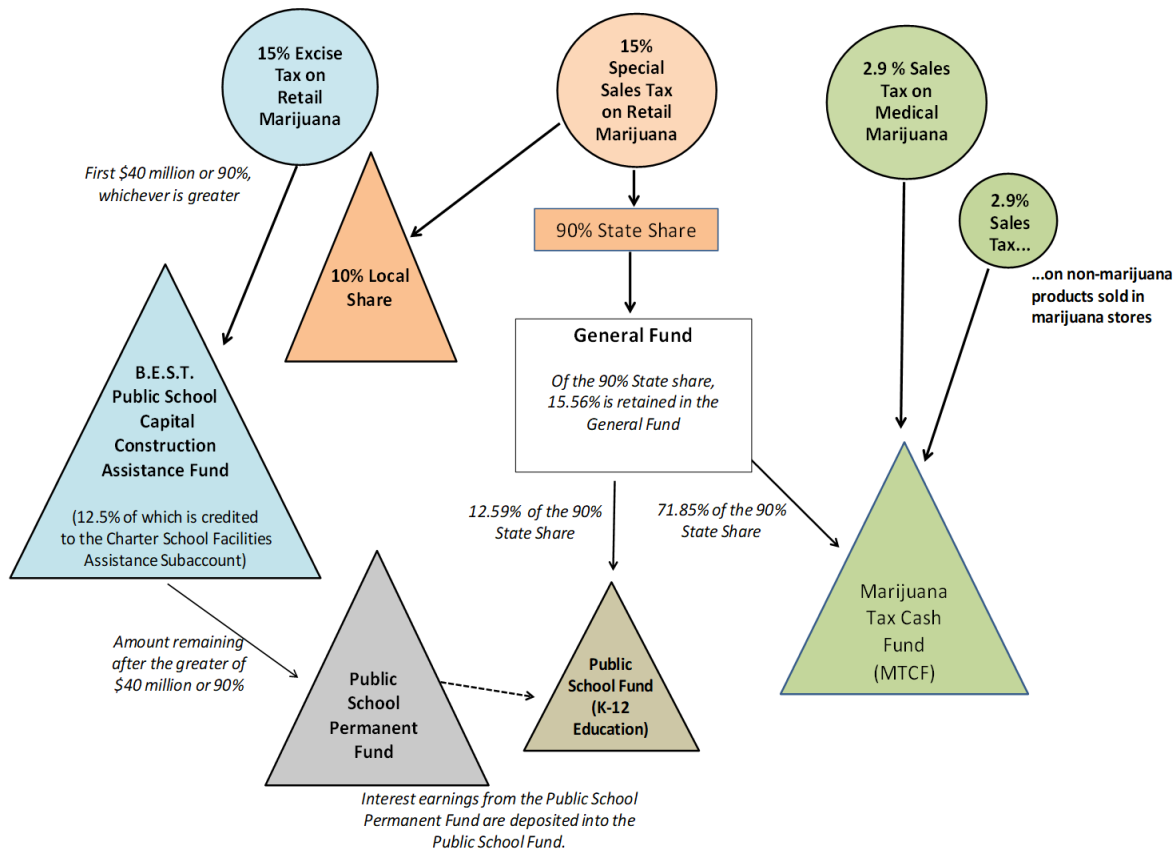 15% Excise
Tax on
Retail
Marijuana
15%
Special
Sales Tax
on Retail
Marijuana
2.9 % Sales
Tax on
Medical
Marijuana
2.9%
Sales
Tax...
...on non-marijuana
products sold in
marijuana stores
First $40 million or 90%,
whichever is greater
90% State Share
10% Local
Share
General Fund
Of the 90% State share,
15.56% is retained in the
General Fund
B.E.S.T.
Public School
Capital
Construction
Assistance Fund
(12.5% of which is credited
to the Charter School Facilities
Assistance Subaccount)
12.59% of the 90%
State Share
71.85% of the 90%
State Share
Amount remaining
after the greater of
$40 million or 90%
Public
School
Permanent
Fund
Public
School Fund
(K-12
Education)
Marijuana
Tax Cash
Fund
(MTCF)
Interest earnings from the Public School
Permanent Fund are deposited into the
Public School Fund.